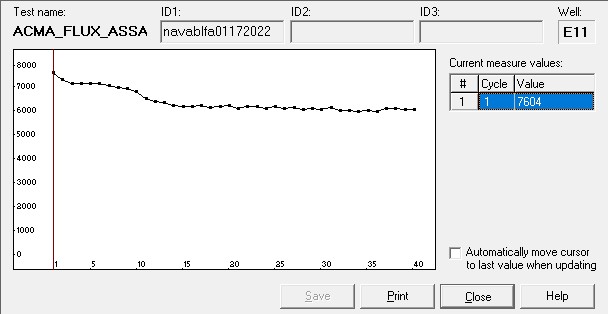 Test name: ID1: ID2: ID3: Well:
ACMA_FLUX_ASSA navablfa01172022 E11
Current measure values:
# Cycle Value
1 1 7604
8000
7000
6000
5000
4000
3000
2000
1000
0
1 5 10 15 20 25 30 35 40
Automatically move cursor
to last value when updating
Save Print Close Help